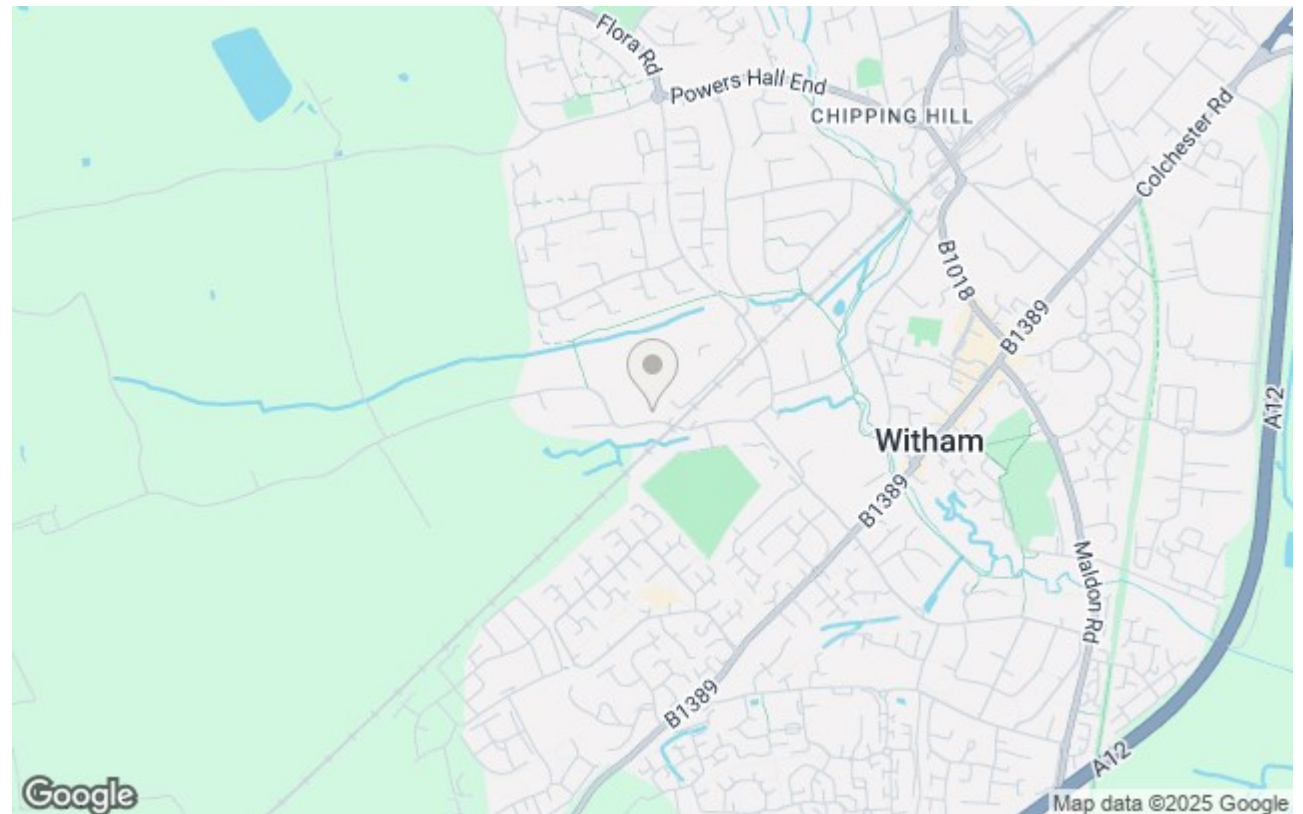 Flora Rd
Powers Hall End
CHIPPING HILL
Colchester Rd
B1018
B1389
A12
Witham
B1389
Maldon Rd
B1389
A12
Google
Map data ©2025 Google